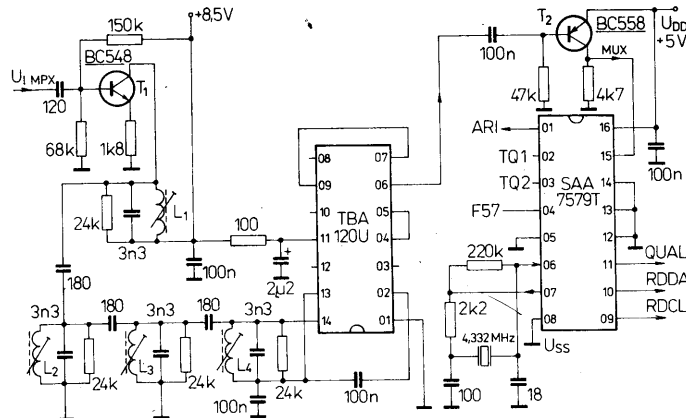 +8,5V
150k
BC548
U1 MPX
120
T1
68k
1k8
24k
3n3
L1
180
100n
100
2µ2
+
3n3
180
3n3
180
3n3
L2
24k
L3
24k
L4
24k
100n
100n
08
07
09
06
10
TBA
120U
05
11
04
12
03
13
02
14
01
T2
BC558
UDD
+5V
100n
MUX
47k
4k7
ARI
01
16
100n
TQ1
02
15
TQ2
03
SAA
7579T
14
F57
04
13
05
12
220k
06
11
QUAL
07
10
RDDA
2k2
08
09
RDCL
4,332 MHz
USS
100
18